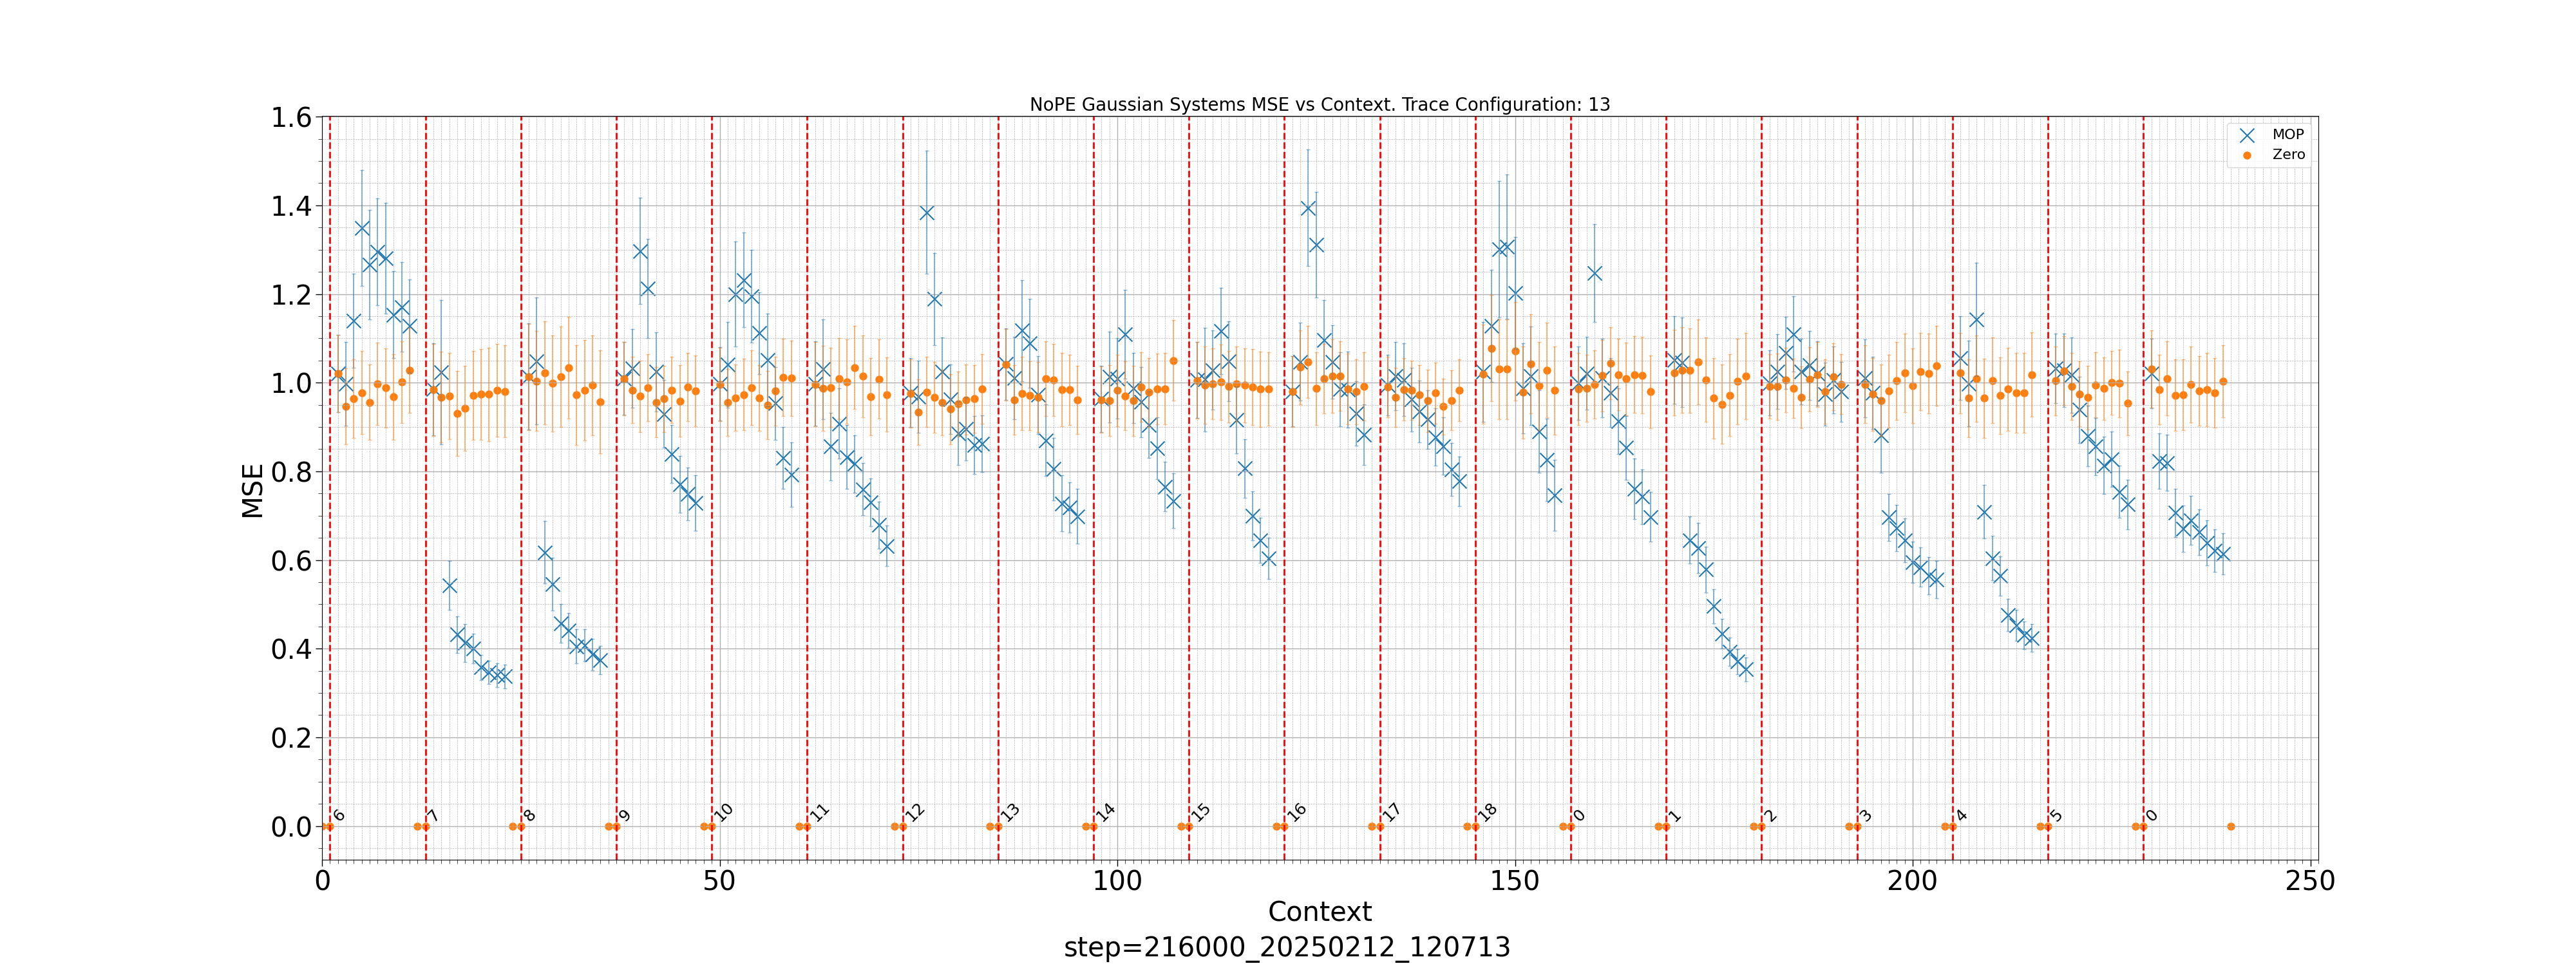 NoPE Gaussian Systems MSE vs Context. Trace Configuration: 13
MOP
Zero
1.6
1.4
1.2
1.0
0.8
0.6
0.4
0.2
0.0
MSE
6 7 8 9 10 11 12 13 14 15 16 17 18 0 1 2 3 4 5 0
0 50 100 150 200 250
Context
step=216000_20250212_120713